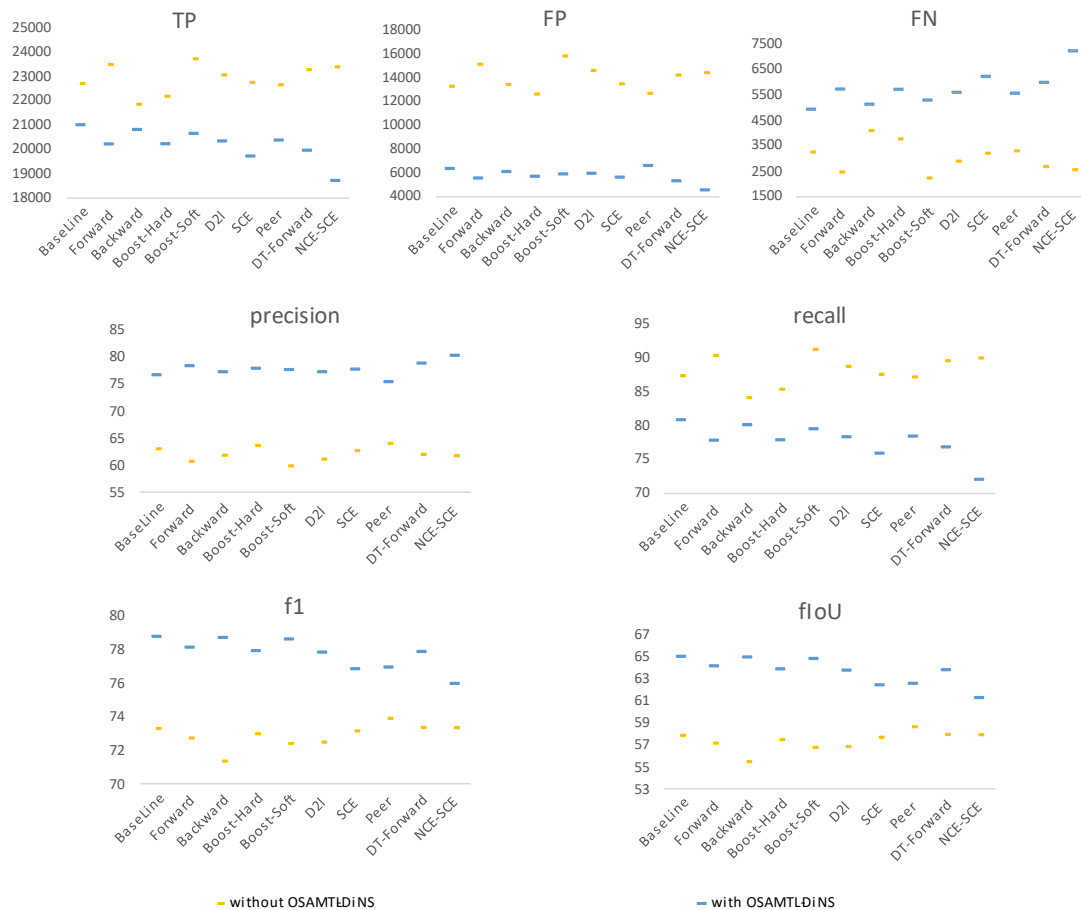 TP
25000
24000
23000
22000
21000
20000
19000
18000
BaseLine
Forward
Backward
Boost-Hard
Boost-Soft
D2l
SCE
Peer
DT-Forward
NCE-SCE
FP
18000
16000
14000
12000
10000
8000
6000
4000
BaseLine
Forward
Backward
Boost-Hard
Boost-Soft
D2l
SCE
Peer
DT-Forward
NCE-SCE
FN
7500
6500
5500
4500
3500
2500
1500
BaseLine
Forward
Backward
Boost-Hard
Boost-Soft
D2l
SCE
Peer
DT-Forward
NCE-SCE
precision
85
80
75
70
65
60
55
BaseLine
Forward
Backward
Boost-Hard
Boost-Soft
D2l
SCE
Peer
DT-Forward
NCE-SCE
recall
95
90
85
80
75
70
BaseLine
Forward
Backward
Boost-Hard
Boost-Soft
D2l
SCE
Peer
DT-Forward
NCE-SCE
f1
80
78
76
74
72
70
BaseLine
Forward
Backward
Boost-Hard
Boost-Soft
D2l
SCE
Peer
DT-Forward
NCE-SCE
fIoU
67
65
63
61
59
57
55
53
BaseLine
Forward
Backward
Boost-Hard
Boost-Soft
D2l
SCE
Peer
DT-Forward
NCE-SCE
without OSAMTL-DiNS
with OSAMTL-DiNS